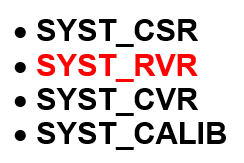 • SYST_CSR
• SYST_RVR
• SYST_CVR
• SYST_CALIB